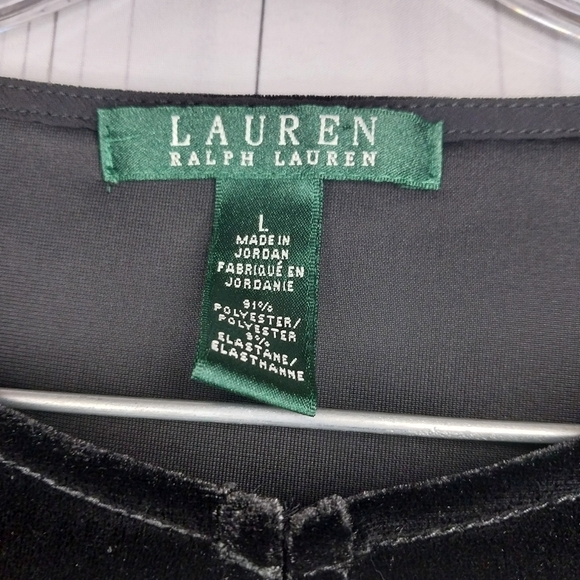 LAUREN
RALPH LAUREN
L
MADE IN
JORDAN
FABRIQUÉ EN
JORDANIE
91%
POLYESTER/
POLYESTER
9%
ELASTANE/
ELASTHANNE